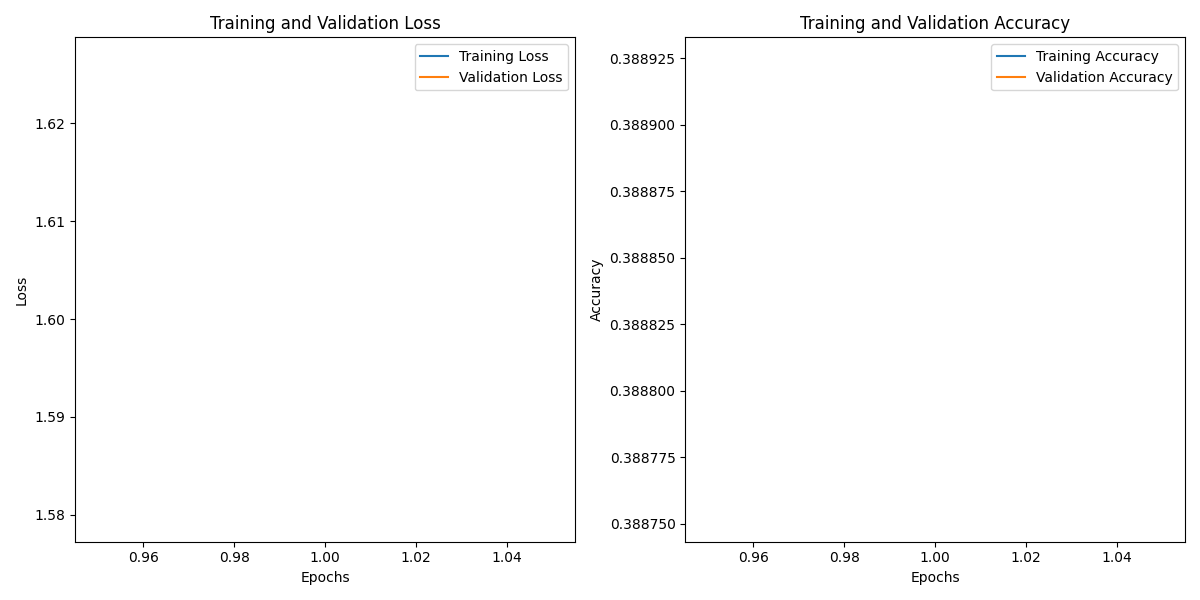 Training and Validation Loss
Training Loss
Validation Loss
1.62
1.61
1.60
1.59
1.58
Loss
0.96 0.98 1.00 1.02 1.04
Epochs
Training and Validation Accuracy
Training Accuracy
Validation Accuracy
0.388925
0.388900
0.388875
0.388850
0.388825
0.388800
0.388775
0.388750
Accuracy
0.96 0.98 1.00 1.02 1.04
Epochs